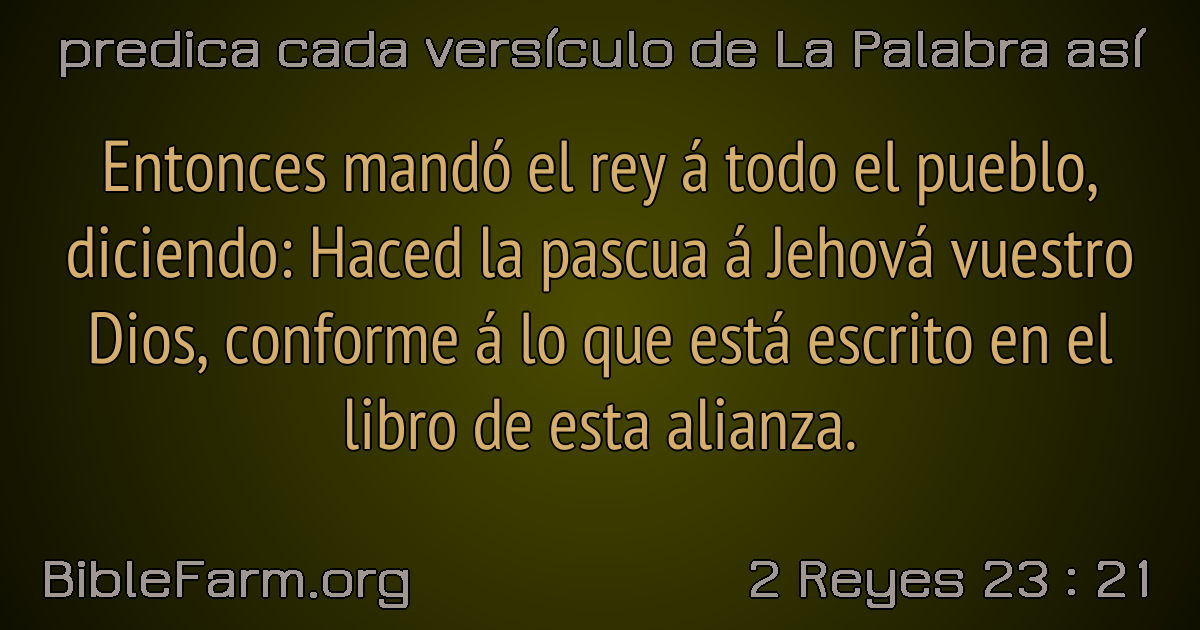 predica cada versículo de La Palabra así
Entonces mandó el rey á todo el pueblo,
diciendo: Haced la pascua á Jehová vuestro
Dios, conforme á lo que está escrito en el
libro de esta alianza.
BibleFarm.org
2 Reyes 23 : 21